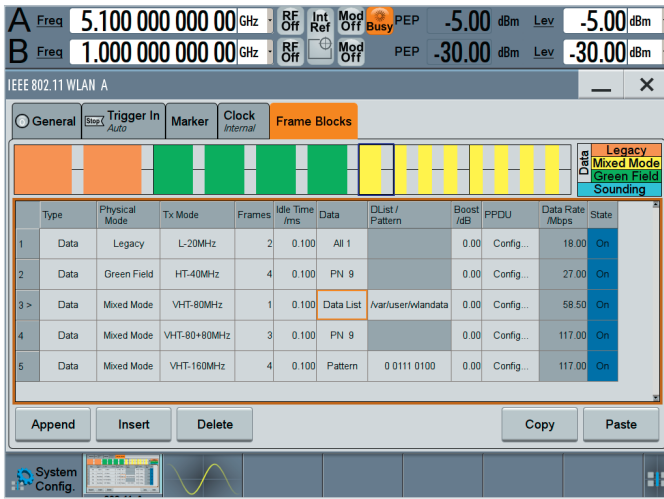 A Freq 5.100 000 000 00 GHz RF Off Int Ref Mod Off Busy PEP -5.00 dBm Lev -5.00 dBm
B Freq 1.000 000 000 00 GHz RF Off Mod Off PEP -30.00 dBm Lev -30.00 dBm
IEEE 802.11 WLAN A
General Stop Trigger In Auto Marker Clock Internal Frame Blocks
Data Legacy
Mixed Mode
Green Field
Sounding
Type Physical Mode Tx Mode Frames Idle Time /ms Data DList / Pattern Boost /dB PPDU Data Rate /Mbps State
1 Data Legacy L-20MHz 2 0.100 All 1 0.00 Config... 18.00 On
2 Data Green Field HT-40MHz 4 0.100 PN 9 0.00 Config... 27.00 On
3 > Data Mixed Mode VHT-80MHz 1 0.100 Data List /var/user/wlandata 0.00 Config... 58.50 On
4 Data Mixed Mode VHT-80+80MHz 3 0.100 PN 9 0.00 Config... 117.00 On
5 Data Mixed Mode VHT-160MHz 4 0.100 Pattern 0 0111 0100 0.00 Config... 117.00 On
Append Insert Delete Copy Paste
System
Config.